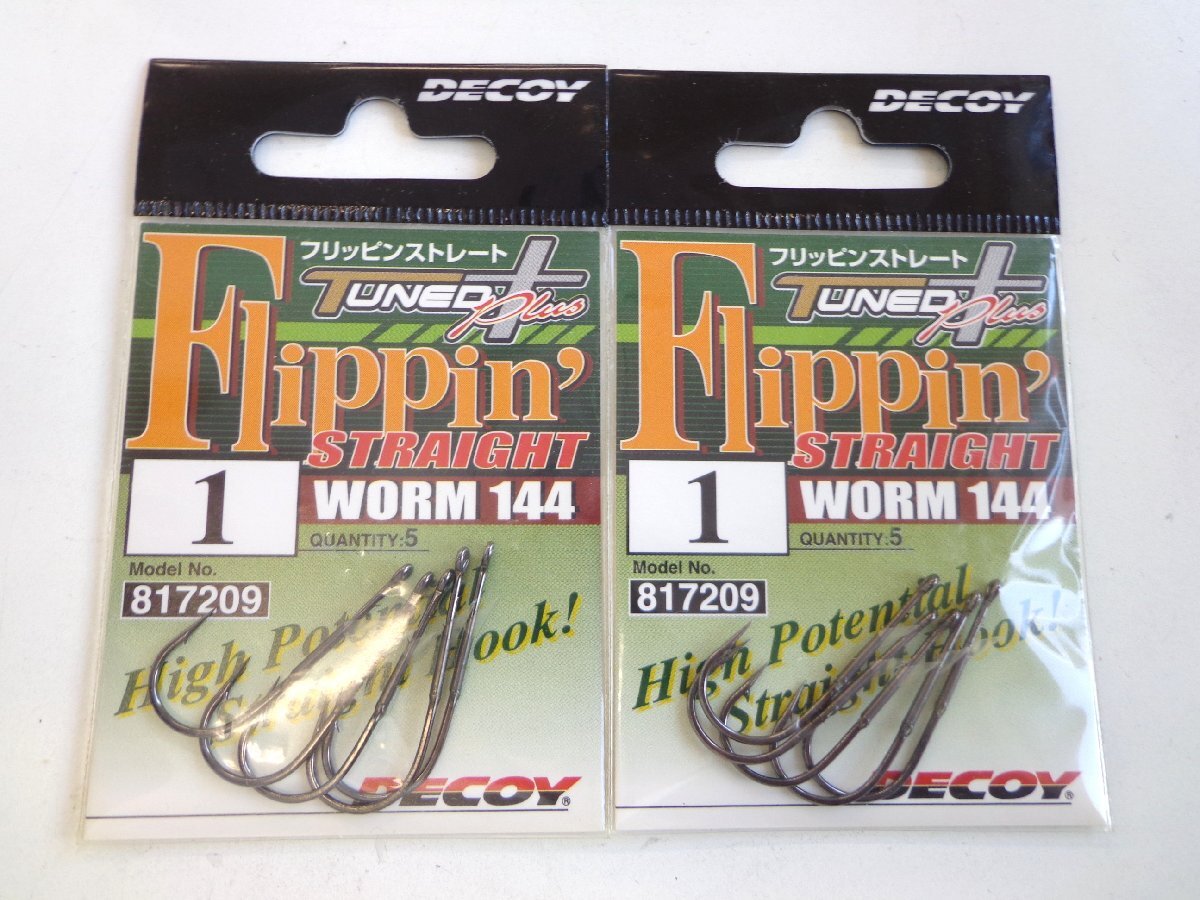 DECOY
フリッピンストレート
TUNED Plus
Flippin'
STRAIGHT
1
WORM 144
QUANTITY:5
Model No.
817209
High Potential
Straight Hook!
DECOY®
DECOY
フリッピンストレート
TUNED Plus
Flippin'
STRAIGHT
1
WORM 144
QUANTITY:5
Model No.
817209
High Potential
Straight Hook!
DECOY